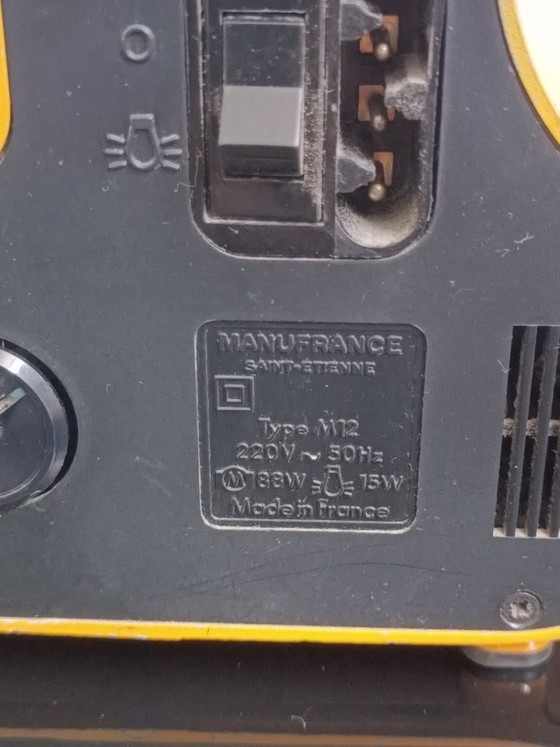 MANUFRANCE
SAINT-ETIENNE
Type M12
220V ~ 50Hz
M 88W 15W
Made in France